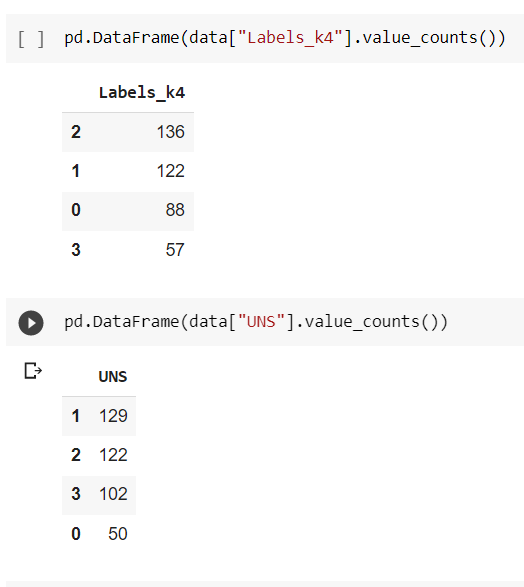 [ ] pd.DataFrame(data["Labels_k4"].value_counts())
Labels_k4
2 136
1 122
0 88
3 57
pd.DataFrame(data["UNS"].value_counts())
UNS
1 129
2 122
3 102
0 50